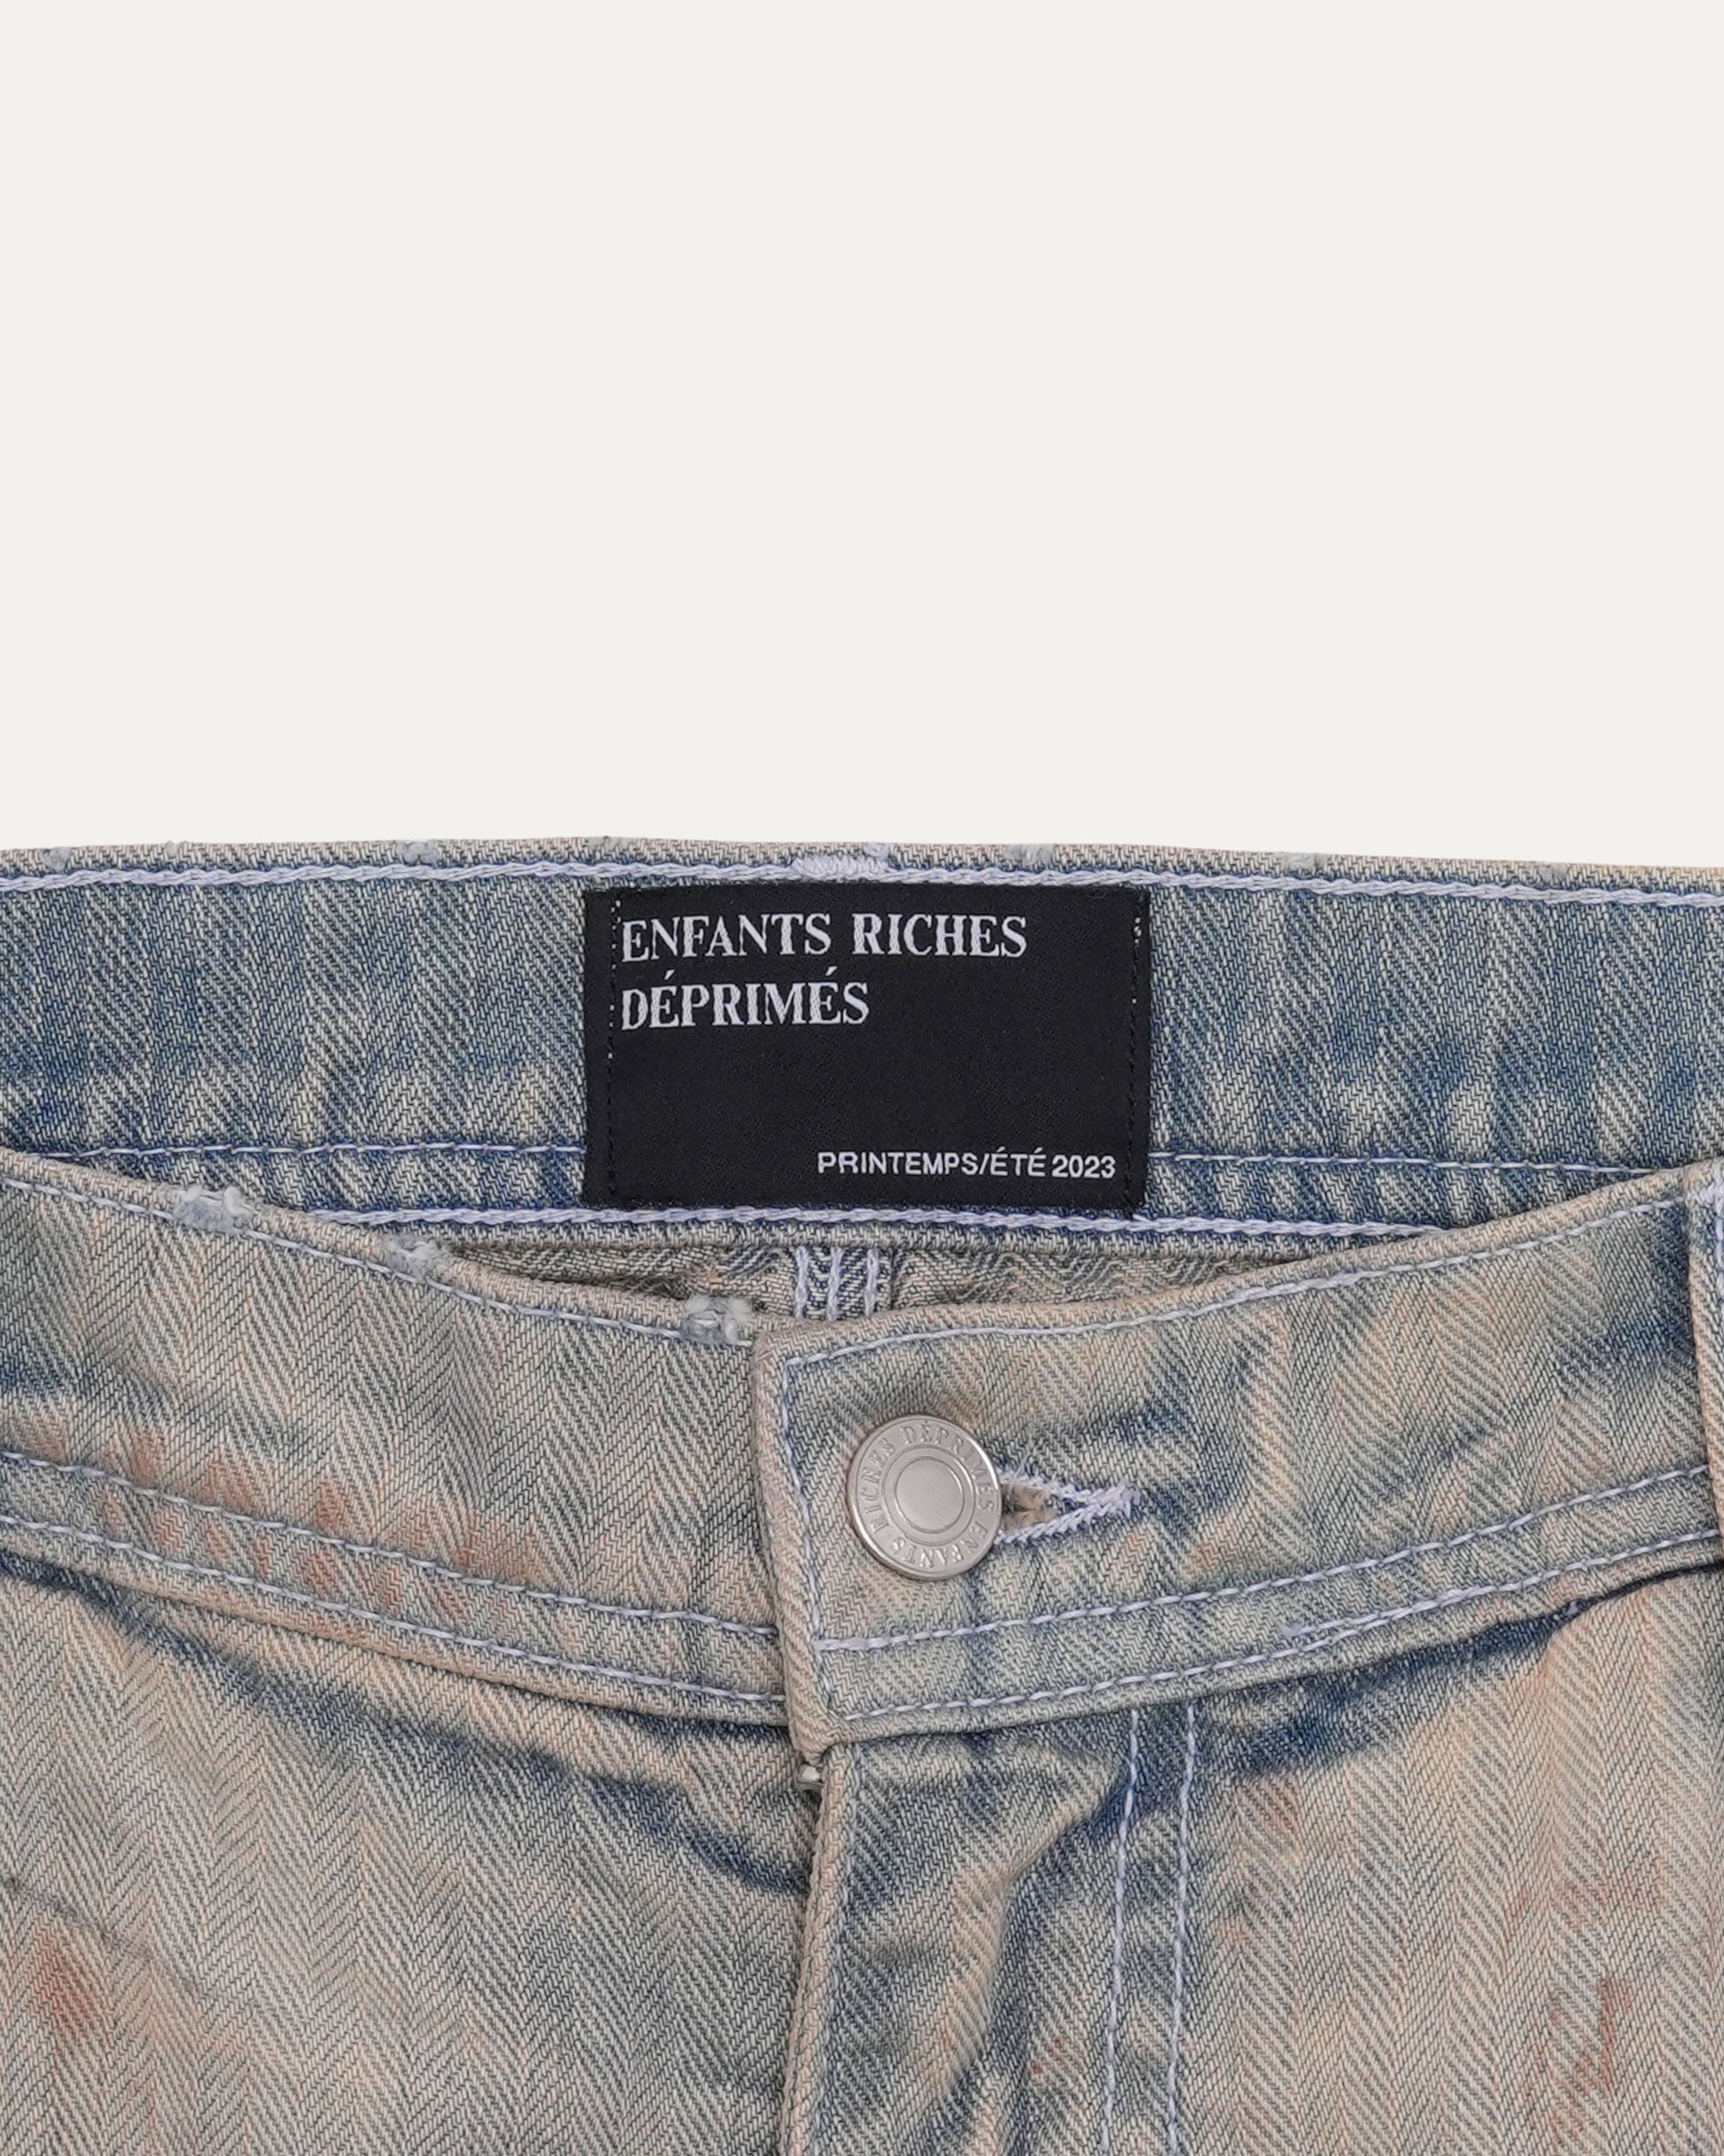 ENFANTS RICHES
DÉPRIMÉS
PRINTEMPS/ÉTÉ 2023
ENFANTS RICHES DÉPRIMÉS